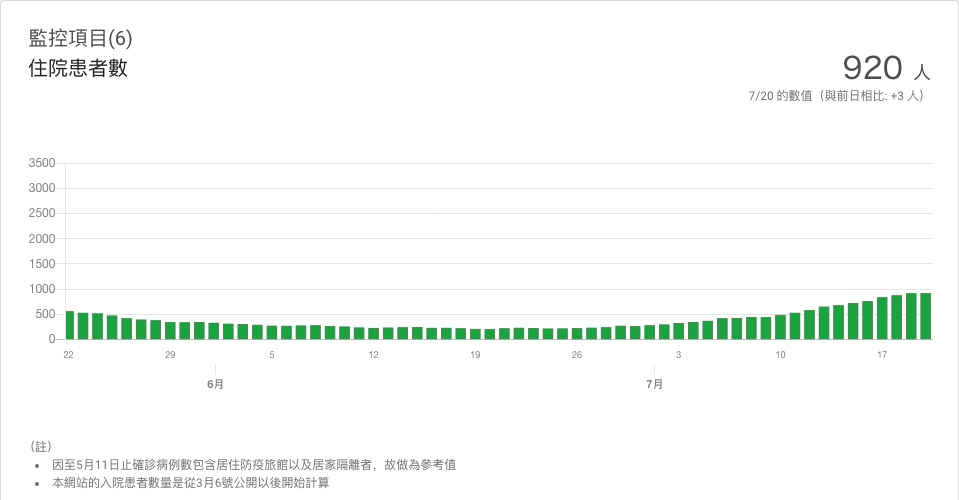 監控項目(6)
住院患者數
920 人
7/20 的數值（與前日相比: +3 人）
3500
3000
2500
2000
1500
1000
500
0
22 29 5 12 19 26 3 10 17
6月 7月
（註）
• 因至5月11日止確診病例數包含居住防疫旅館以及居家隔離者，故做為參考值
• 本網站的入院患者數量是從3月6號公開以後開始計算